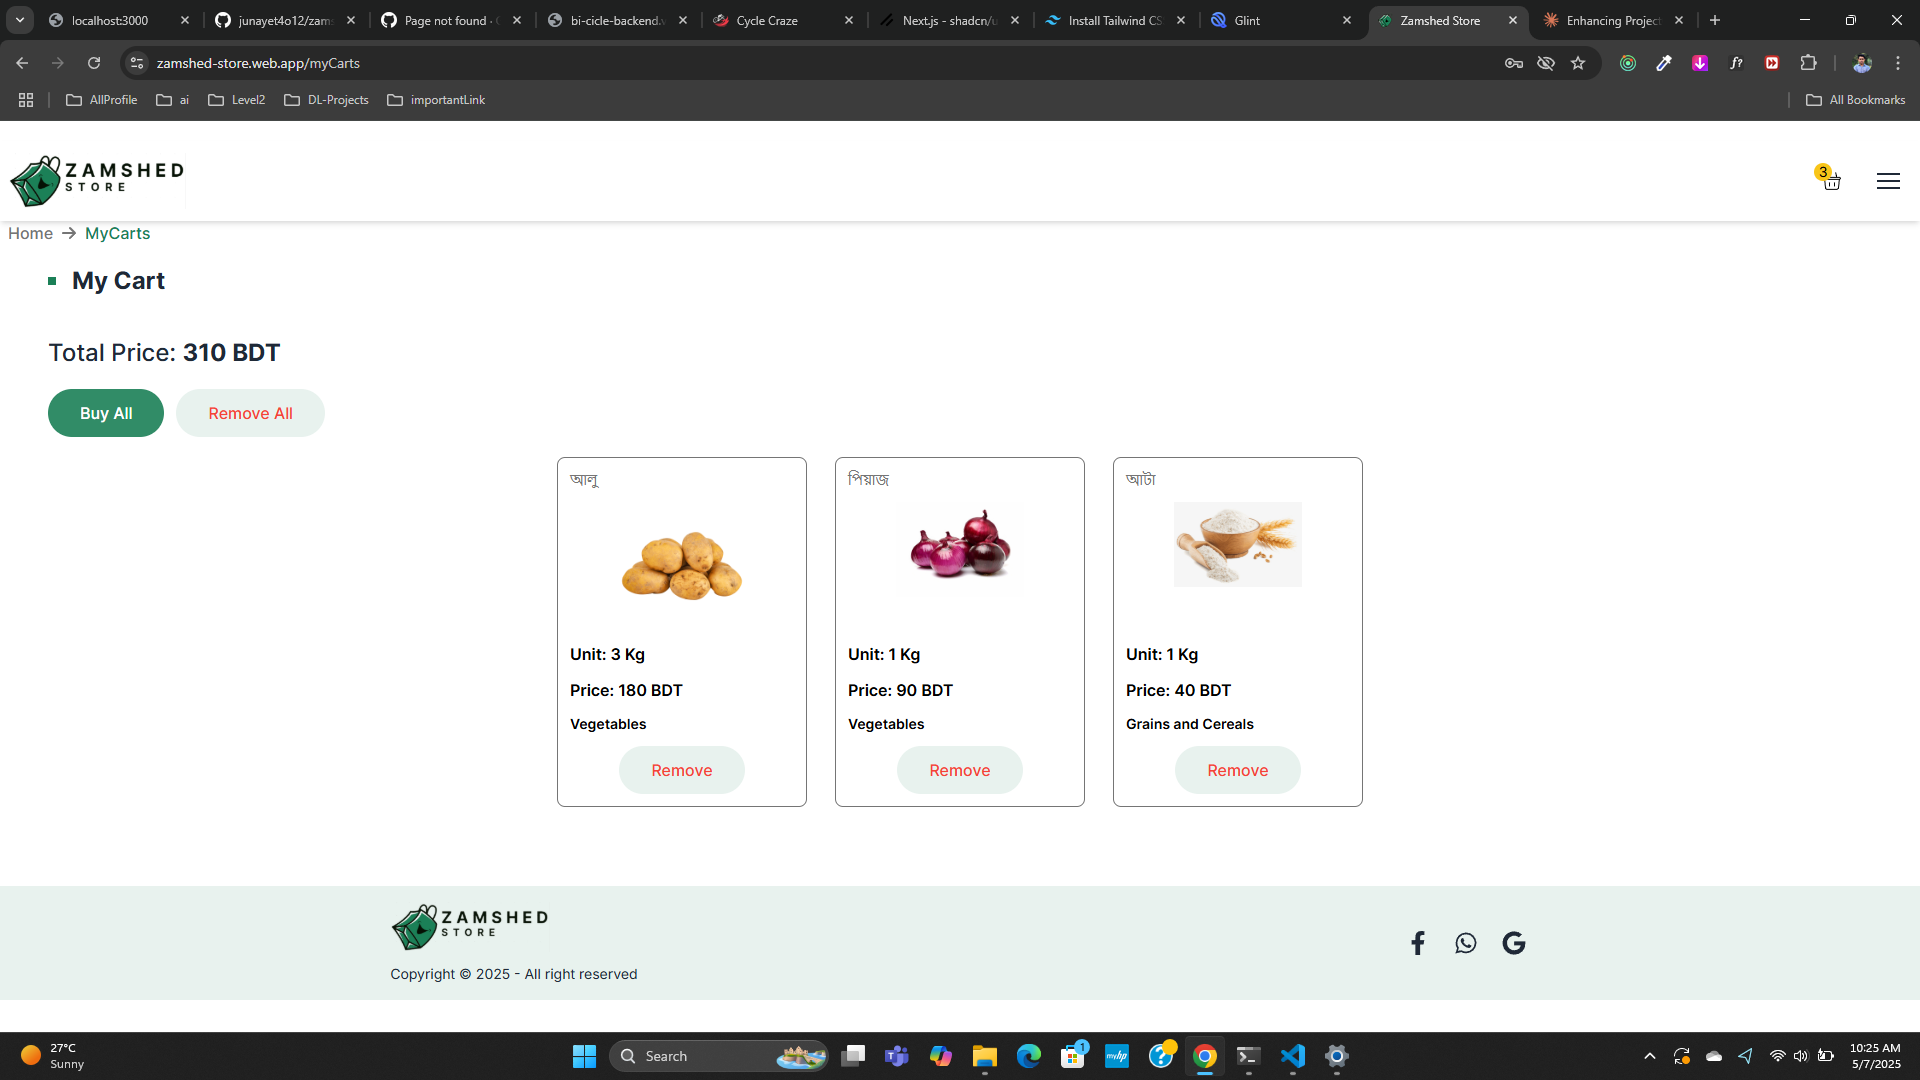 localhost:3000
junayet4o12/zams
Page not found ·
bi-cicle-backend.
Cycle Craze
Next.js - shadcn/u
Install Tailwind CS
Glint
Zamshed Store
Enhancing Project
zamshed-store.web.app/myCarts
f?
AllProfile
ai
Level2
DL-Projects
importantLink
All Bookmarks
ZAMSHED
STORE
3
Home → MyCarts
My Cart
Total Price: 310 BDT
Buy All
Remove All
আলু
পিয়াজ
আটা
Unit: 3 Kg
Unit: 1 Kg
Unit: 1 Kg
Price: 180 BDT
Price: 90 BDT
Price: 40 BDT
Vegetables
Vegetables
Grains and Cereals
Remove
Remove
Remove
ZAMSHED
STORE
Copyright © 2025 - All right reserved
27°C
Sunny
Search
1
myhp
10:25 AM
5/7/2025